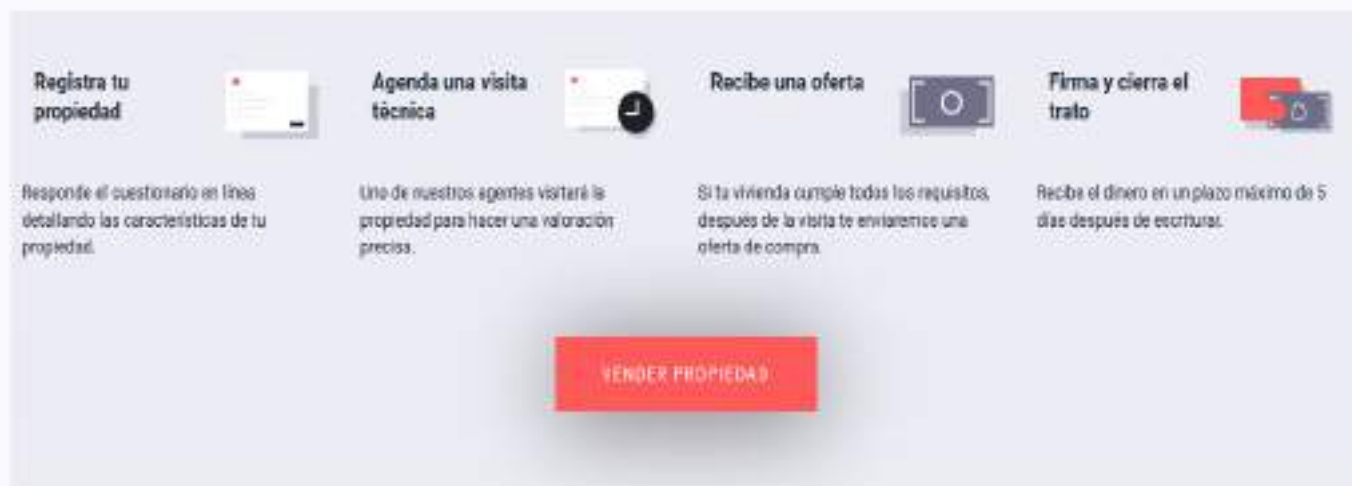 Registra tu
propiedad
Responde el cuestionario en línea
detallando las características de tu
propiedad.
Agenda una visita
técnica
Uno de nuestros agentes visitará la
propiedad para hacer una valoración
precisa.
Recibe una oferta
Si tu vivienda cumple todos los requisitos,
después de la visita te enviaremos una
oferta de compra.
Firma y cierra el
trato
Recibe el dinero en un plazo máximo de 5
días después de escriturar.
VENDER PROPIEDAD